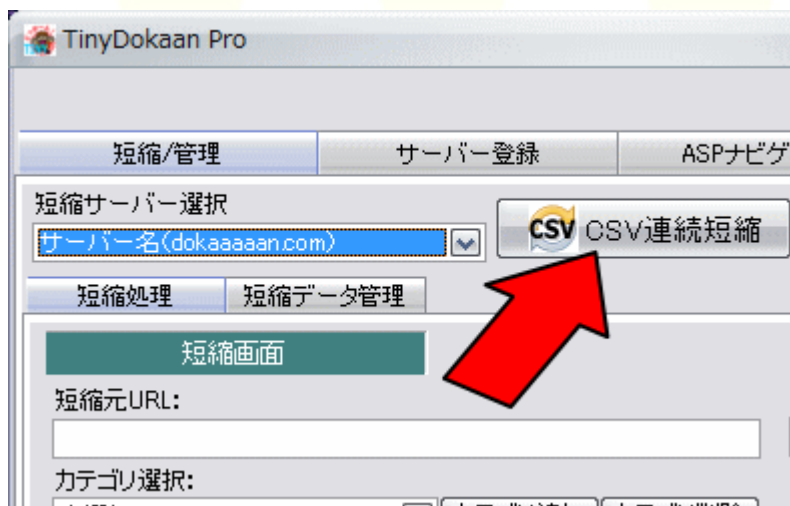 TinyDokaan Pro
短縮/管理 サーバー登録 ASPナビゲ
短縮サーバー選択
サーバー名(dokaaaaan.com)
CSV CSV連続短縮
短縮処理 短縮データ管理
短縮画面
短縮元URL:
カテゴリ選択: